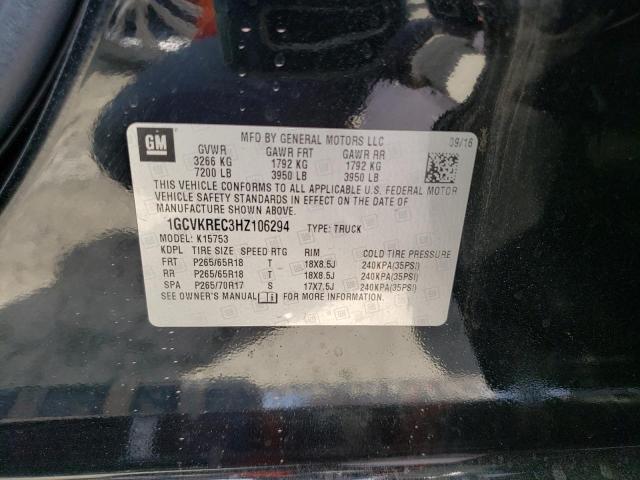 GM
MFD BY GENERAL MOTORS LLC 09/16
GVWR GAWR FRT GAWR RR
3266 KG 1792 KG 1792 KG
7200 LB 3950 LB 3950 LB
THIS VEHICLE CONFORMS TO ALL APPLICABLE U.S. FEDERAL MOTOR
VEHICLE SAFETY STANDARDS IN EFFECT ON THE DATE OF
MANUFACTURE SHOWN ABOVE.
1GCVKREC3HZ106294 TYPE: TRUCK
MODEL: K15753
KDPL TIRE SIZE SPEED RTG RIM COLD TIRE PRESSURE
FRT P265/65R18 T 18X8.5J 240KPA(35PSI)
RR P265/65R18 T 18X8.5J 240KPA(35PSI)
SPA P265/70R17 S 17X7.5J 240KPA(35PSI)
SEE OWNER'S MANUAL FOR MORE INFORMATION.